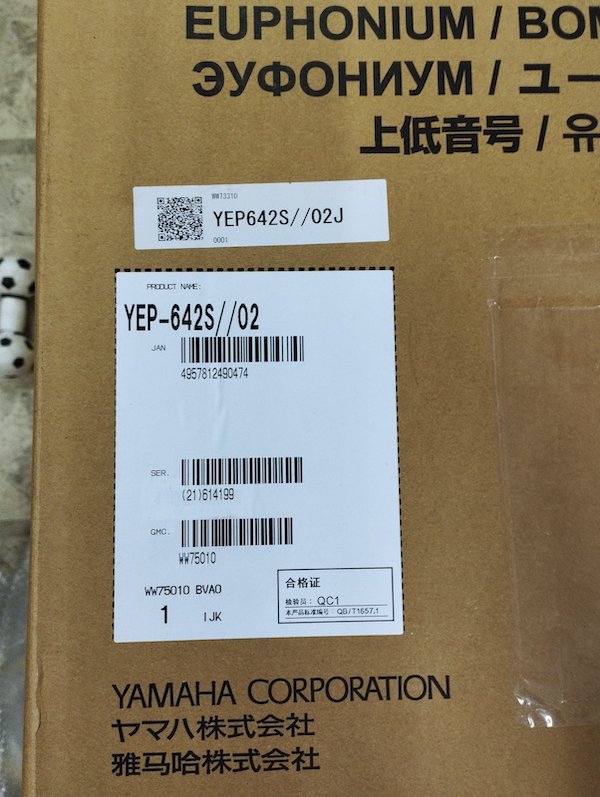 EUPHONIUM / BOM
ЭУФОНИУМ / ユー
上低音号 / 유
WW73310
YEP642S//02J
0001
PRODUCT NAME:
YEP-642S//02
JAN
4957812490474
SER.
(21)614199
GMC.
WW75010
WW75010 BVA0
1 IJK
合格证
检验员: QC1
本产品标准编号: QB/T1657.1
YAMAHA CORPORATION
ヤマハ株式会社
雅马哈株式会社